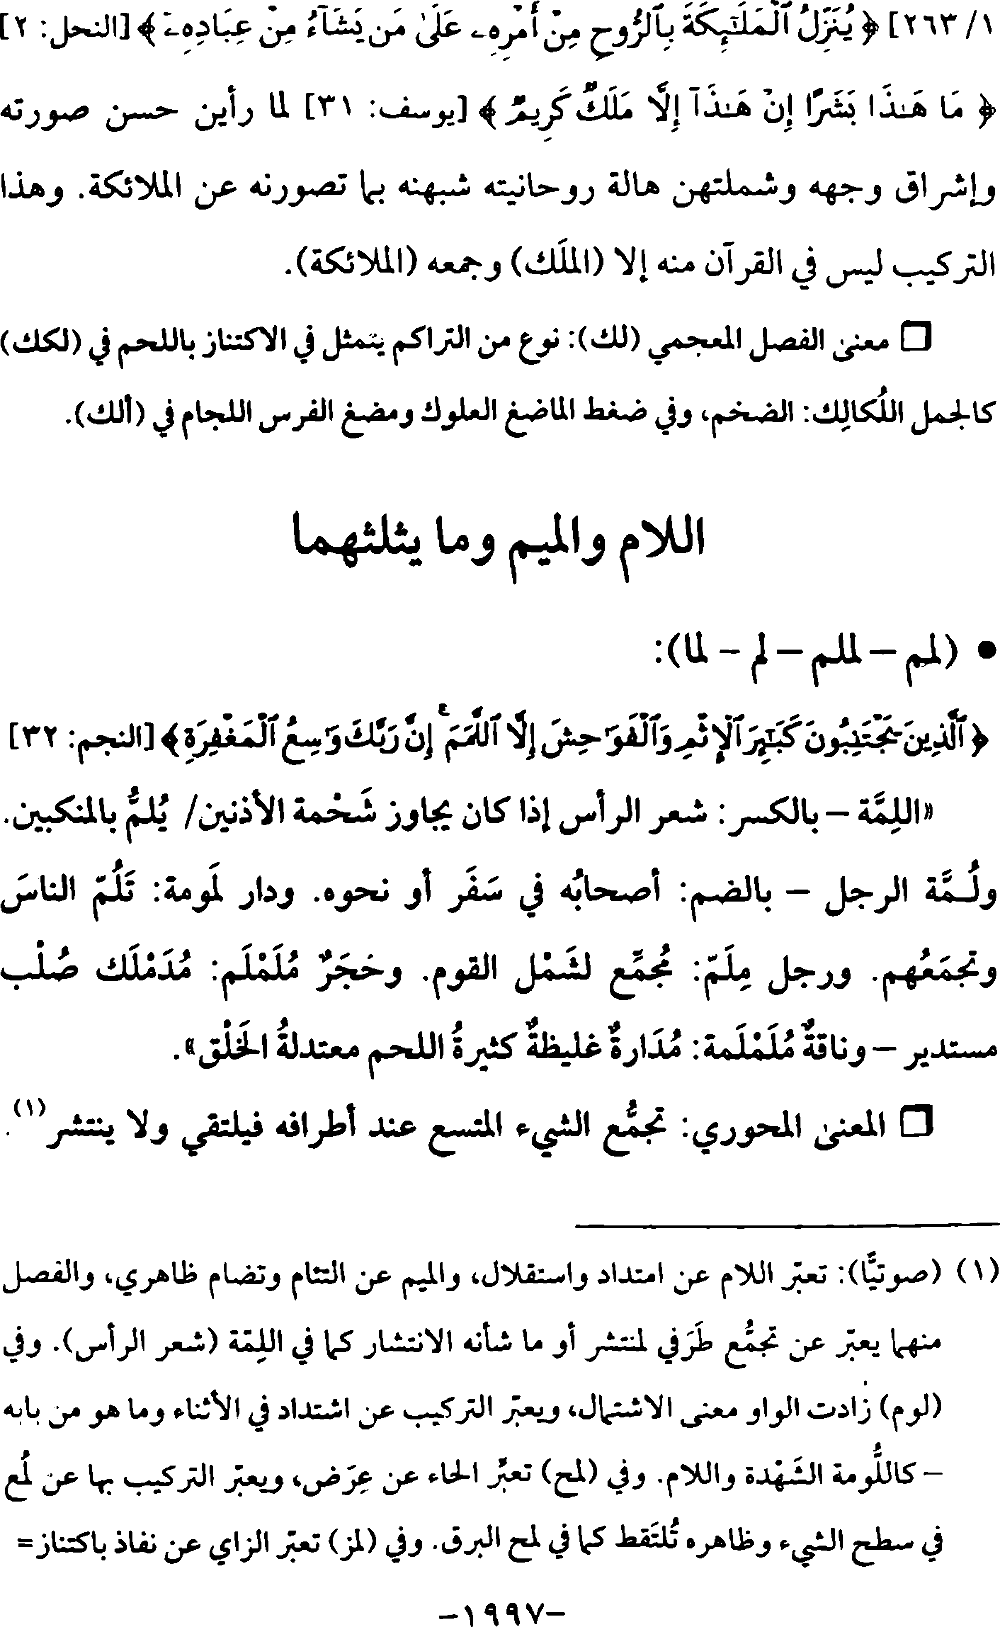 ١/ ٢٦٣] ﴿ يُنَزِّلُ ٱلْمَلَـٰٓئِكَةَ بِٱلرُّوحِ مِنْ أَمْرِهِۦ عَلَىٰ مَن يَشَآءُ مِنْ عِبَادِهِۦٓ ﴾ [النحل: ٢]
﴿ مَا هَـٰذَا بَشَرًا إِنْ هَـٰذَآ إِلَّا مَلَكٌ كَرِيمٌ ﴾ [يوسف: ٣١] لما رأين حسن صورته
وإشراق وجهه وشملتهن هالة روحانيته شبهنه بما تصورنه عن الملائكة. وهذا
التركيب ليس في القرآن منه إلا (الملَك) وجمعه (الملائكة).
❒ معنى الفصل المعجمي (لك): نوع من التراكم يتمثل في الاكتناز باللحم في (لكك)
كالجمل اللُكالِك: الضخم، وفي ضغط الماضغ العلوك ومضغ الفرس اللجام في (ألك).
اللام والميم وما يثلثهما
• (لمم – لملم – لم - لما):
﴿ ٱلَّذِينَ يَجْتَنِبُونَ كَبَـٰٓئِرَ ٱلْإِثْمِ وَٱلْفَوَٰحِشَ إِلَّا ٱللَّمَمَ ۚ إِنَّ رَبَّكَ وَٰسِعُ ٱلْمَغْفِرَةِ ﴾ [النجم: ٣٢]
«اللِمَّة – بالكسر: شعر الرأس إذا كان يجاوز شَحْمة الأذنين/ يُلمُّ بالمنكبين.
ولُـمَّة الرجل – بالضم: أصحابُه في سَفَر أو نحوه. ودار لَمومة: تَلُمّ الناسَ
وتجمَعُهم. ورجل مِلَمّ: مُجمِّع لشَمْل القوم. وحَجَرٌ مُلَمْلَم: مُدَمْلَك صُلْب
مستدير – وناقةٌ مُلَمْلَمة: مُدَارةٌ غليظةٌ كثيرةُ اللحم معتدلةُ الخَلْق».
❒ المعنى المحوري: تجمُّع الشيء المتسع عند أطرافه فيلتقي ولا ينتشر(١).
(١) (صوتيًّا): تعبّر اللام عن امتداد واستقلال، والميم عن التئام وتضام ظاهري، والفصل
منهما يعبّر عن تجمُّع طَرَفي لمنتشر أو ما شأنه الانتشار كما في اللِمّة (شعر الرأس). وفي
(لوم) زادت الواو معنى الاشتمال، ويعبّر التركيب عن اشتداد في الأثناء وما هو من بابه
– كاللُّومة الشَهْدة واللام. وفي (لمح) تعبِّر الحاء عن عِرَض، ويعبّر التركيب بها عن لمُع
في سطح الشيء وظاهره تُلتَقط كما في لمح البرق. وفي (لمز) تعبّر الزاي عن نفاذ باكتناز=
-١٩٩٧-